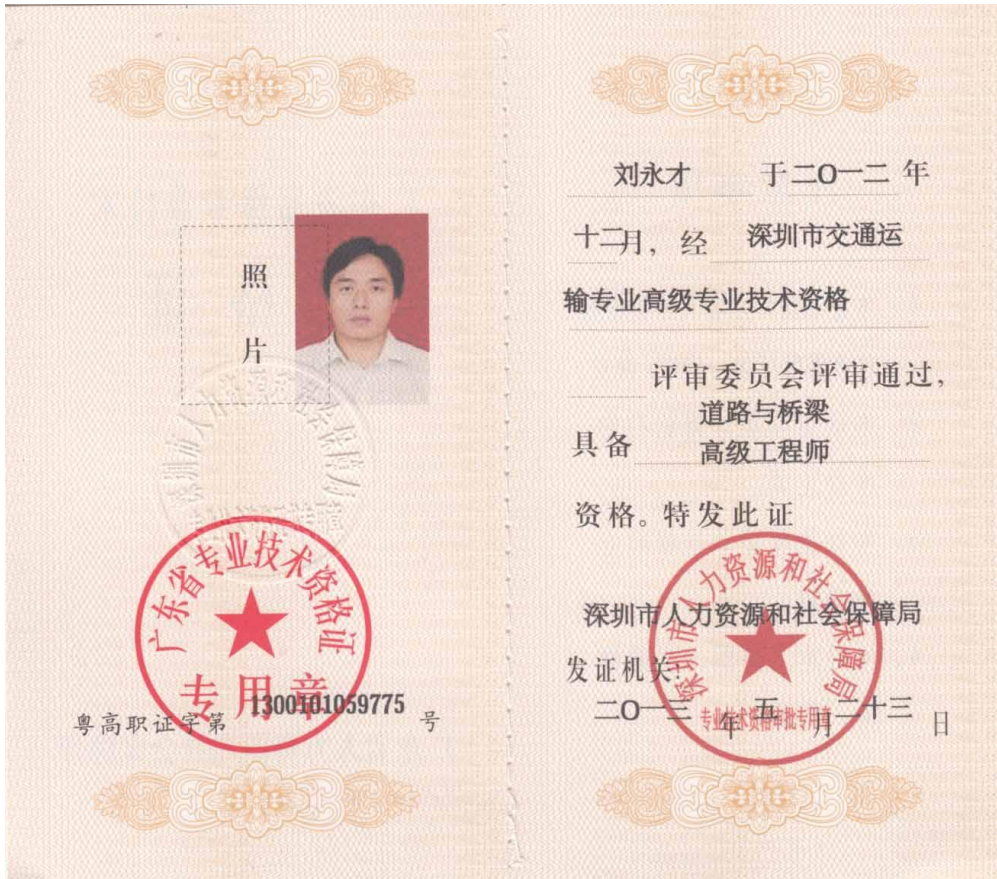 照
片
广东省专业技术资格证
专用章
粤高职证字第 1300101059775 号
刘永才 于二〇一二 年
十二月，经 深圳市交通运
输专业高级专业技术资格
评审委员会评审通过，
道路与桥梁
具备 高级工程师
资格。特发此证
深圳市人力资源和社会保障局
深圳市人力资源和社会保障局
发证机关：
二〇一三 年 五 月 二十三 日
专业技术资格审批专用章